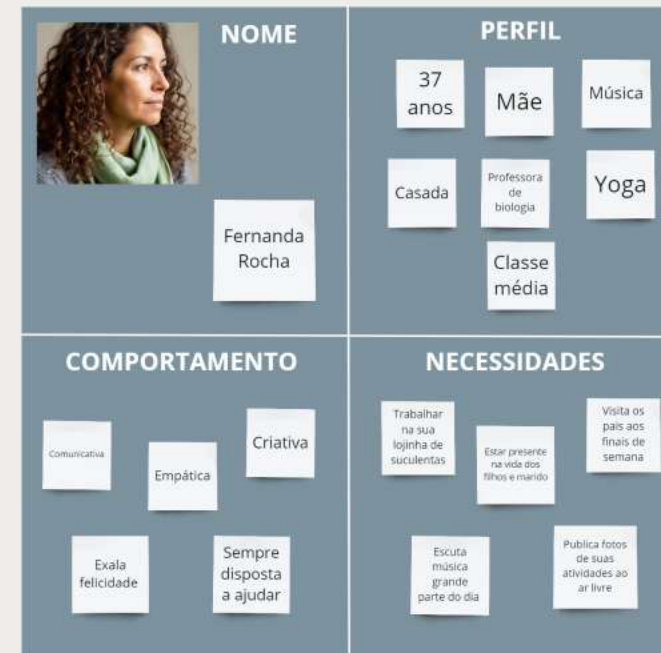 NOME
Fernanda
Rocha
PERFIL
37
anos
Mãe
Música
Casada
Professora
de
biologia
Yoga
Classe
média
COMPORTAMENTO
Comunicativa
Empática
Criativa
Exala
felicidade
Sempre
disposta
a ajudar
NECESSIDADES
Trabalhar
na sua
lojinha de
suculentas
Estar presente
na vida dos
filhos e marido
Visita os
pais aos
finais de
semana
Escuta
música
grande
parte do dia
Publica fotos
de suas
atividades ao
ar livre